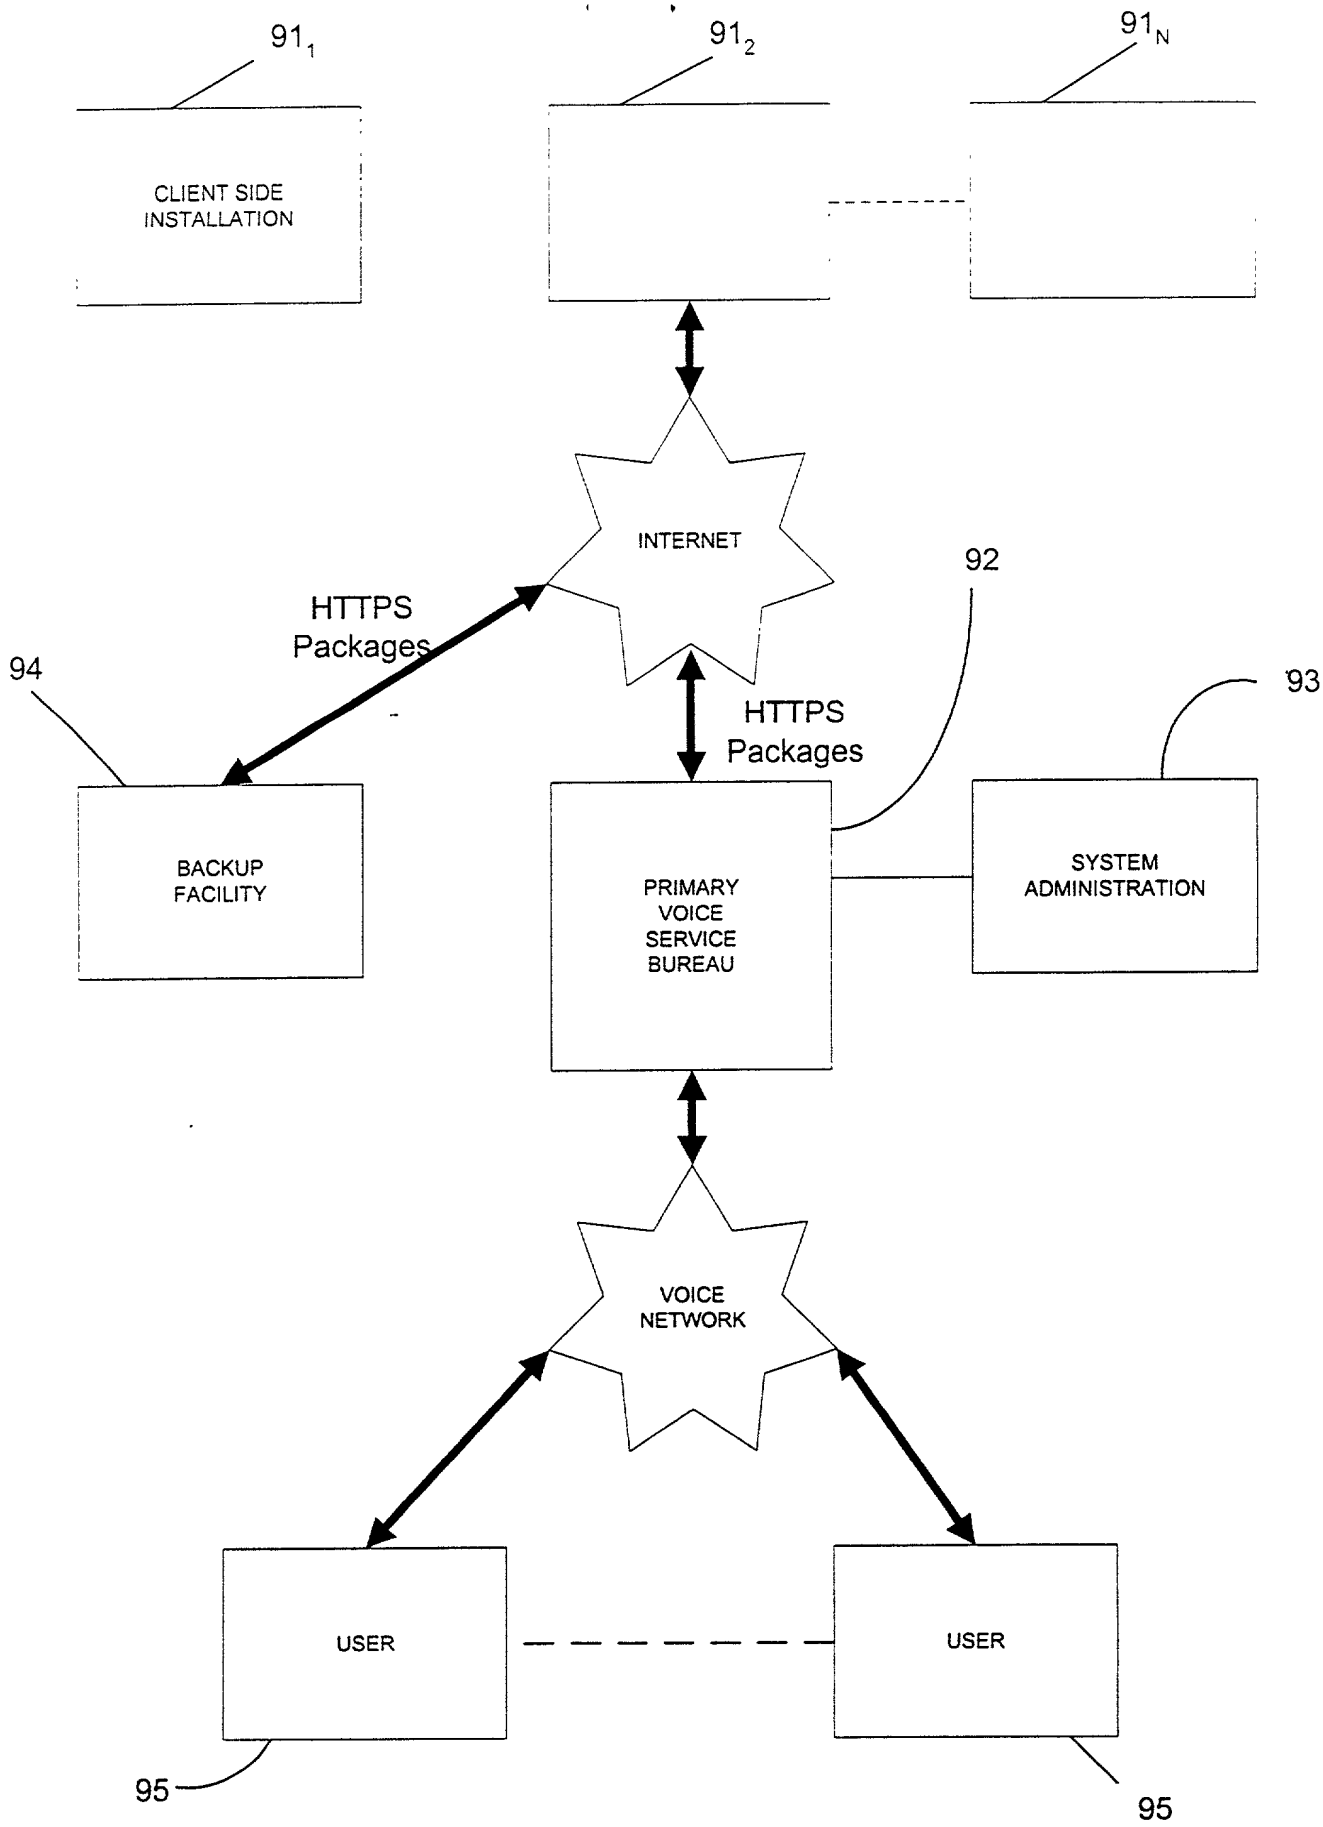 91₁
91₂
91N
CLIENT SIDE
INSTALLATION
INTERNET
92
HTTPS
Packages
94
93
HTTPS
Packages
BACKUP
FACILITY
PRIMARY
VOICE
SERVICE
BUREAU
SYSTEM
ADMINISTRATION
VOICE
NETWORK
USER
USER
95
95